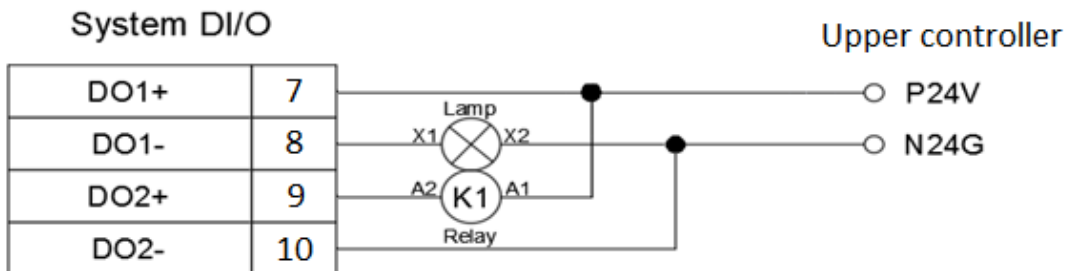 System DI/O
Upper controller
DO1+ 7 P24V
Lamp
DO1- 8 X1 X2 N24G
DO2+ 9 A2 K1 A1
Relay
DO2- 10